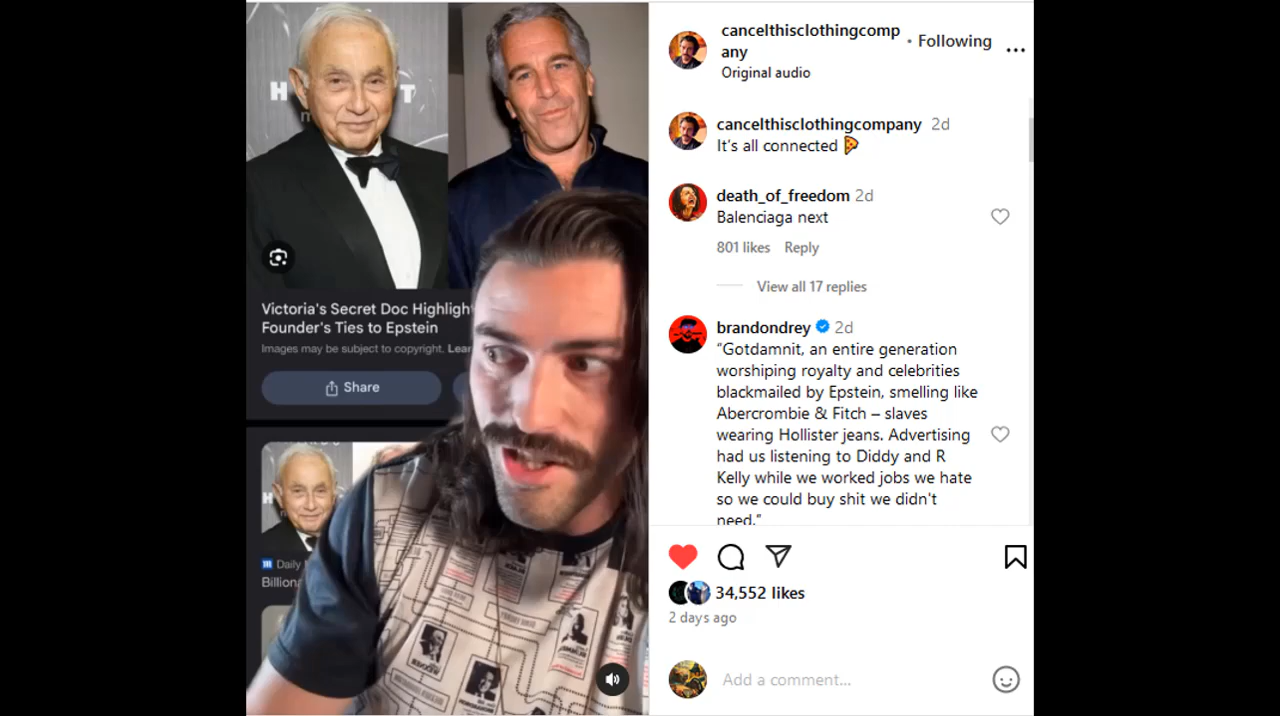 H
T
m
Victoria's Secret Doc Highligh
Founder's Ties to Epstein
Images may be subject to copyright. Lear
Share
H
Daily
Billiona
cancelthisclothingcomp
any
• Following
Original audio
cancelthisclothingcompany 2d
It's all connected 🍕
death_of_freedom 2d
Balenciaga next
801 likes Reply
View all 17 replies
brandondrey 2d
“Gotdamnit, an entire generation
worshiping royalty and celebrities
blackmailed by Epstein, smelling like
Abercrombie & Fitch – slaves
wearing Hollister jeans. Advertising
had us listening to Diddy and R
Kelly while we worked jobs we hate
so we could buy shit we didn't
need.”
34,552 likes
2 days ago
Add a comment...